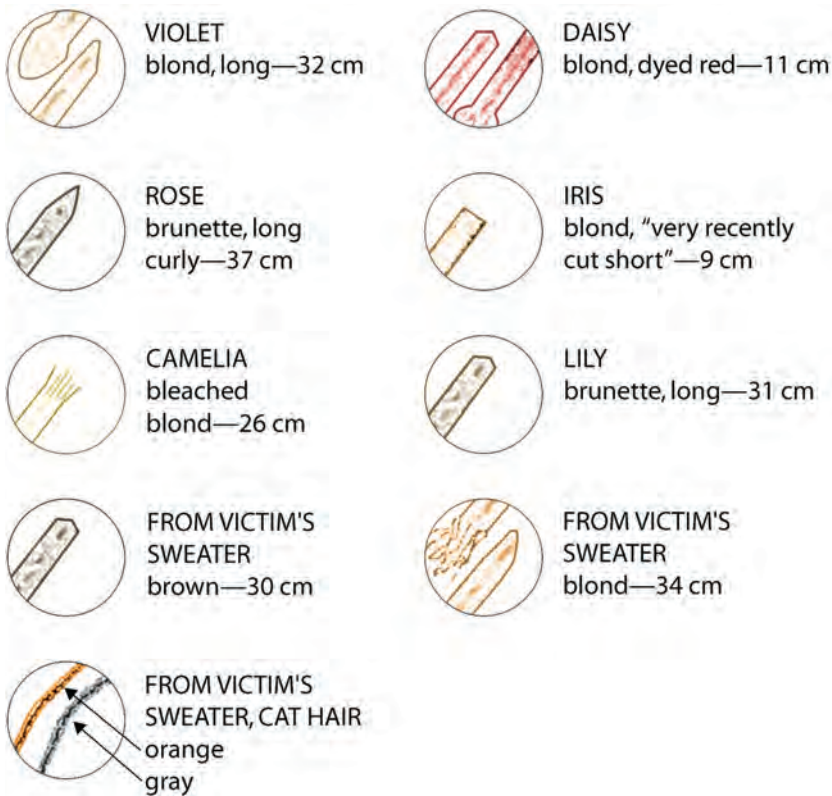 VIOLET
blond, long—32 cm
DAISY
blond, dyed red—11 cm
ROSE
brunette, long
curly—37 cm
IRIS
blond, "very recently
cut short"—9 cm
CAMELIA
bleached
blond—26 cm
LILY
brunette, long—31 cm
FROM VICTIM'S
SWEATER
brown—30 cm
FROM VICTIM'S
SWEATER
blond—34 cm
FROM VICTIM'S
SWEATER, CAT HAIR
orange
gray